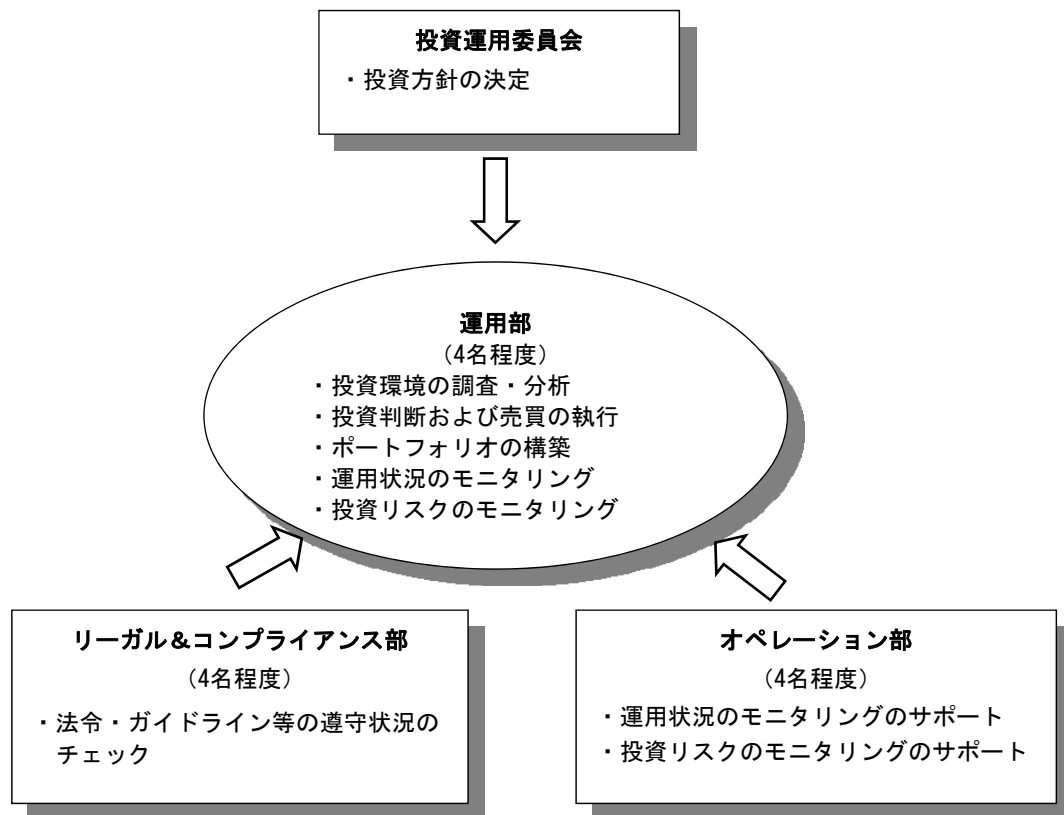 投資運用委員会
・投資方針の決定
運用部
（4名程度）
・投資環境の調査・分析
・投資判断および売買の執行
・ポートフォリオの構築
・運用状況のモニタリング
・投資リスクのモニタリング
リーガル&コンプライアンス部
（4名程度）
・法令・ガイドライン等の遵守状況の
チェック
オペレーション部
（4名程度）
・運用状況のモニタリングのサポート
・投資リスクのモニタリングのサポート